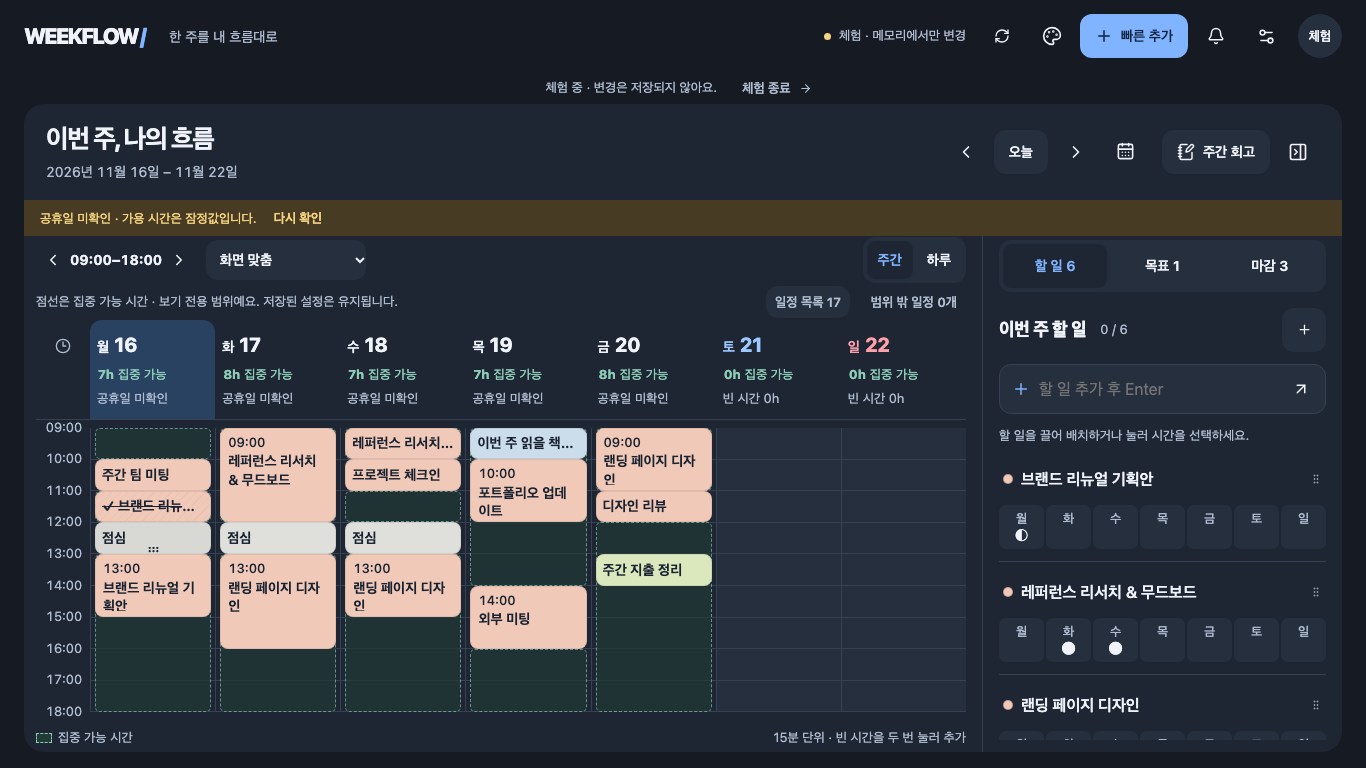 WEEKFLOW/
한 주를 내 흐름대로
체험 · 메모리에서만 변경
빠른 추가
체험
체험 중 · 변경은 저장되지 않아요.
체험 종료 →
이번 주, 나의 흐름
2026년 11월 16일 – 11월 22일
오늘
주간 회고
공휴일 미확인 · 가용 시간은 잠정값입니다.
다시 확인
09:00–18:00
화면 맞춤
주간
하루
점선은 집중 가능 시간 · 보기 전용 범위예요. 저장된 설정은 유지됩니다.
일정 목록 17
범위 밖 일정 0개
월 16
7h 집중 가능
공휴일 미확인
화 17
8h 집중 가능
공휴일 미확인
수 18
7h 집중 가능
공휴일 미확인
목 19
7h 집중 가능
공휴일 미확인
금 20
8h 집중 가능
공휴일 미확인
토 21
0h 집중 가능
빈 시간 0h
일 22
0h 집중 가능
빈 시간 0h
09:00
10:00
11:00
12:00
13:00
14:00
15:00
16:00
17:00
18:00
주간 팀 미팅
✓ 브랜드 리뉴...
점심
13:00
브랜드 리뉴얼 기
획안
09:00
레퍼런스 리서치
& 무드보드
점심
13:00
랜딩 페이지 디자
인
레퍼런스 리서치...
프로젝트 체크인
점심
13:00
랜딩 페이지 디자
인
이번 주 읽을 책...
10:00
포트폴리오 업데
이트
14:00
외부 미팅
09:00
랜딩 페이지 디자
인
디자인 리뷰
주간 지출 정리
집중 가능 시간
15분 단위 · 빈 시간을 두 번 눌러 추가
할 일 6
목표 1
마감 3
이번 주 할 일
0 / 6
할 일 추가 후 Enter
할 일을 끌어 배치하거나 눌러 시간을 선택하세요.
브랜드 리뉴얼 기획안
월 화 수 목 금 토 일
레퍼런스 리서치 & 무드보드
월 화 수 목 금 토 일
랜딩 페이지 디자인